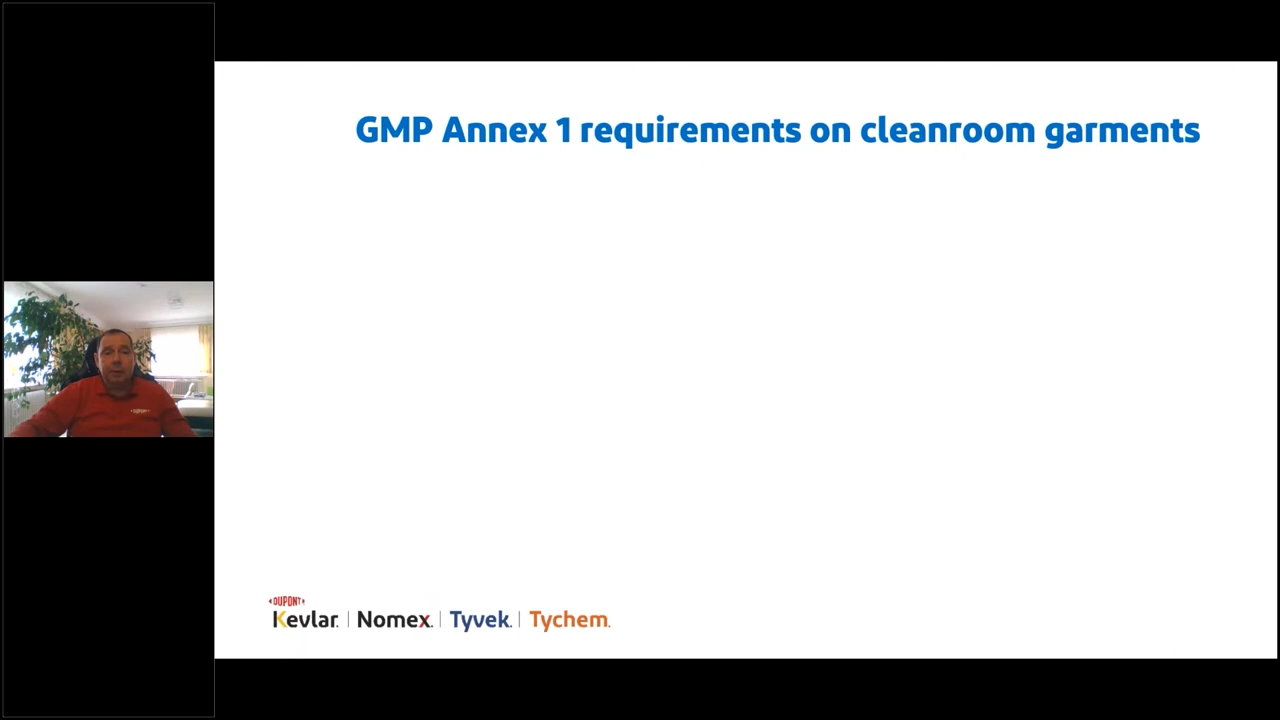 GMP Annex 1 requirements on cleanroom garments
DUPONT
Kevlar. | Nomex. | Tyvek. | Tychem.